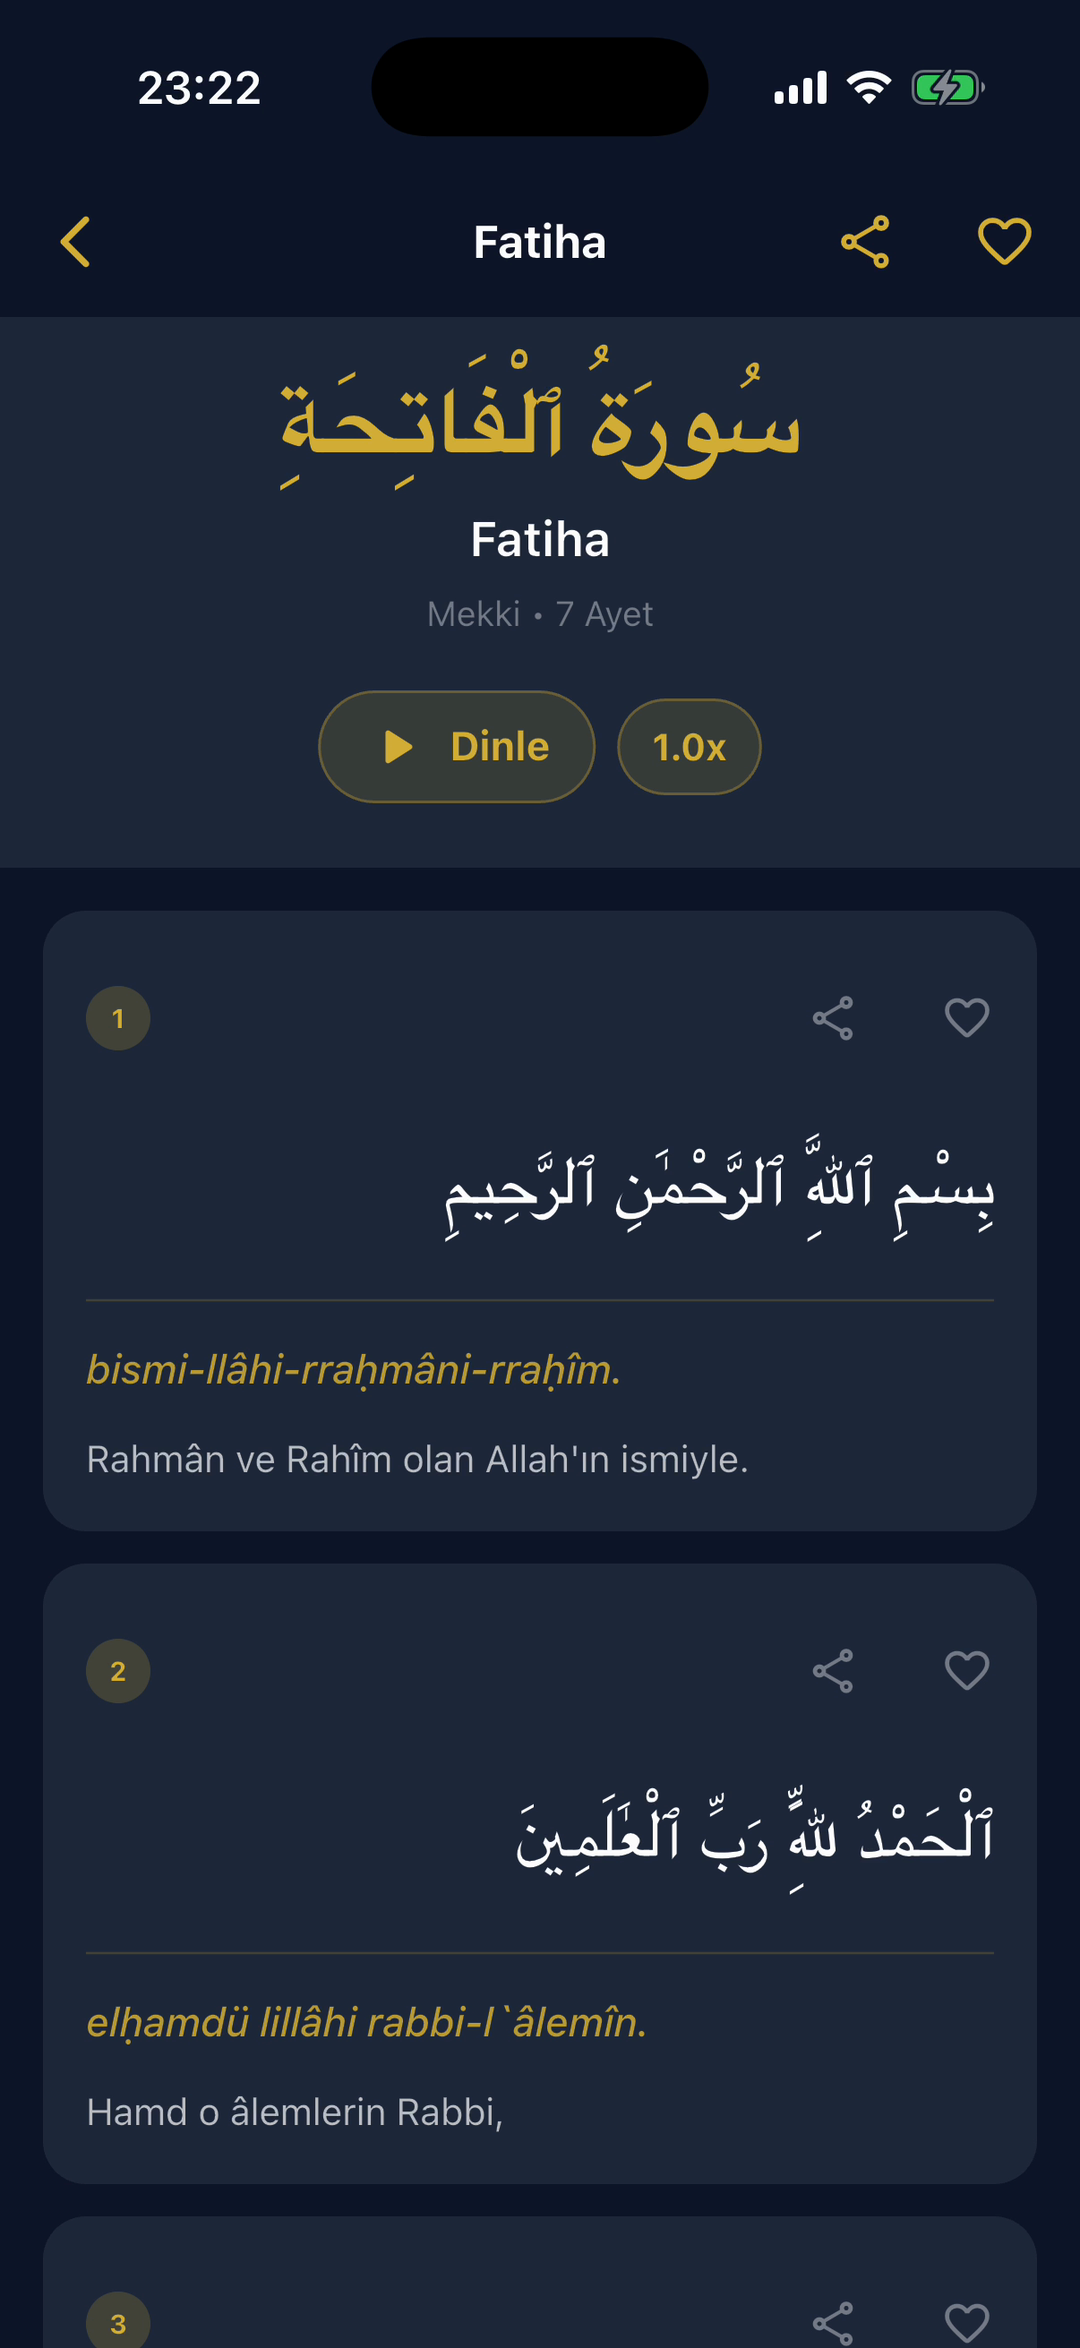 23:22
Fatiha
سُورَةُ ٱلْفَاتِحَةِ
Fatiha
Mekki • 7 Ayet
Dinle
1.0x
1
بِسْمِ ٱللَّهِ ٱلرَّحْمَٰنِ ٱلرَّحِيمِ
bismi-llâhi-rraḥmâni-rraḥîm.
Rahmân ve Rahîm olan Allah'ın ismiyle.
2
ٱلْحَمْدُ لِلَّهِ رَبِّ ٱلْعَٰلَمِينَ
elḥamdü lillâhi rabbi-l`âlemîn.
Hamd o âlemlerin Rabbi,
3